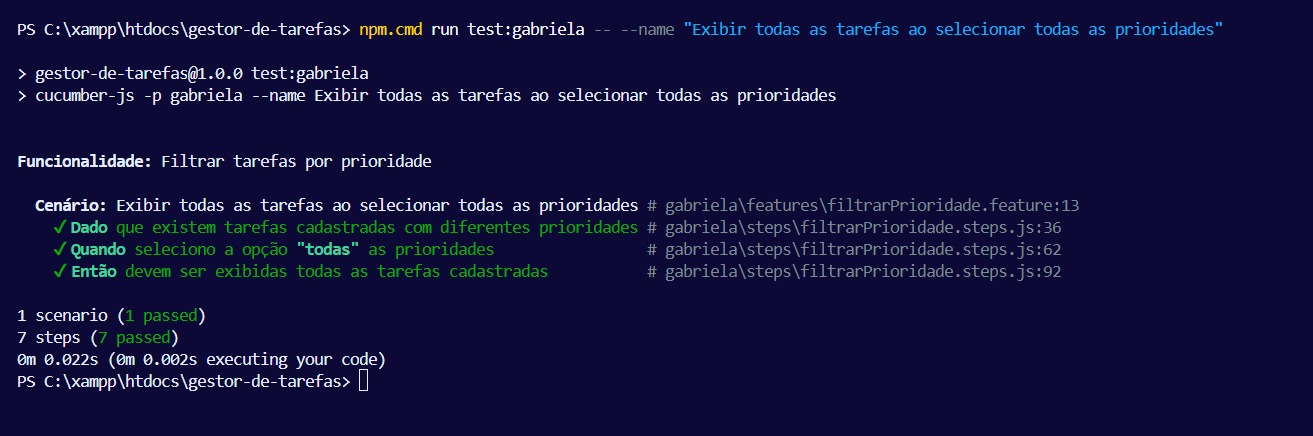 PS C:\xampp\htdocs\gestor-de-tarefas> npm.cmd run test:gabriela -- --name "Exibir todas as tarefas ao selecionar todas as prioridades"
> gestor-de-tarefas@1.0.0 test:gabriela
> cucumber-js -p gabriela --name Exibir todas as tarefas ao selecionar todas as prioridades
Funcionalidade: Filtrar tarefas por prioridade
Cenário: Exibir todas as tarefas ao selecionar todas as prioridades # gabriela\features\filtrarPrioridade.feature:13
✓ Dado que existem tarefas cadastradas com diferentes prioridades # gabriela\steps\filtrarPrioridade.steps.js:36
✓ Quando seleciono a opção "todas" as prioridades # gabriela\steps\filtrarPrioridade.steps.js:62
✓ Então devem ser exibidas todas as tarefas cadastradas # gabriela\steps\filtrarPrioridade.steps.js:92
1 scenario (1 passed)
7 steps (7 passed)
0m 0.022s (0m 0.002s executing your code)
PS C:\xampp\htdocs\gestor-de-tarefas>